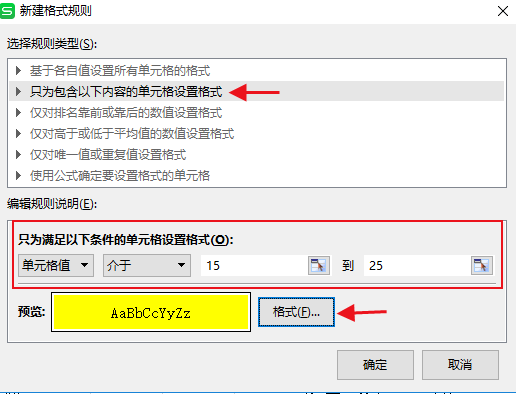 新建格式规则
选择规则类型(S):
基于各自值设置所有单元格的格式
只为包含以下内容的单元格设置格式
仅对排名靠前或靠后的数值设置格式
仅对高于或低于平均值的数值设置格式
仅对唯一值或重复值设置格式
使用公式确定要设置格式的单元格
编辑规则说明(E):
只为满足以下条件的单元格设置格式(O):
单元格值 介于 15 到 25
预览: AaBbCcYyZz 格式(F)...
确定 取消